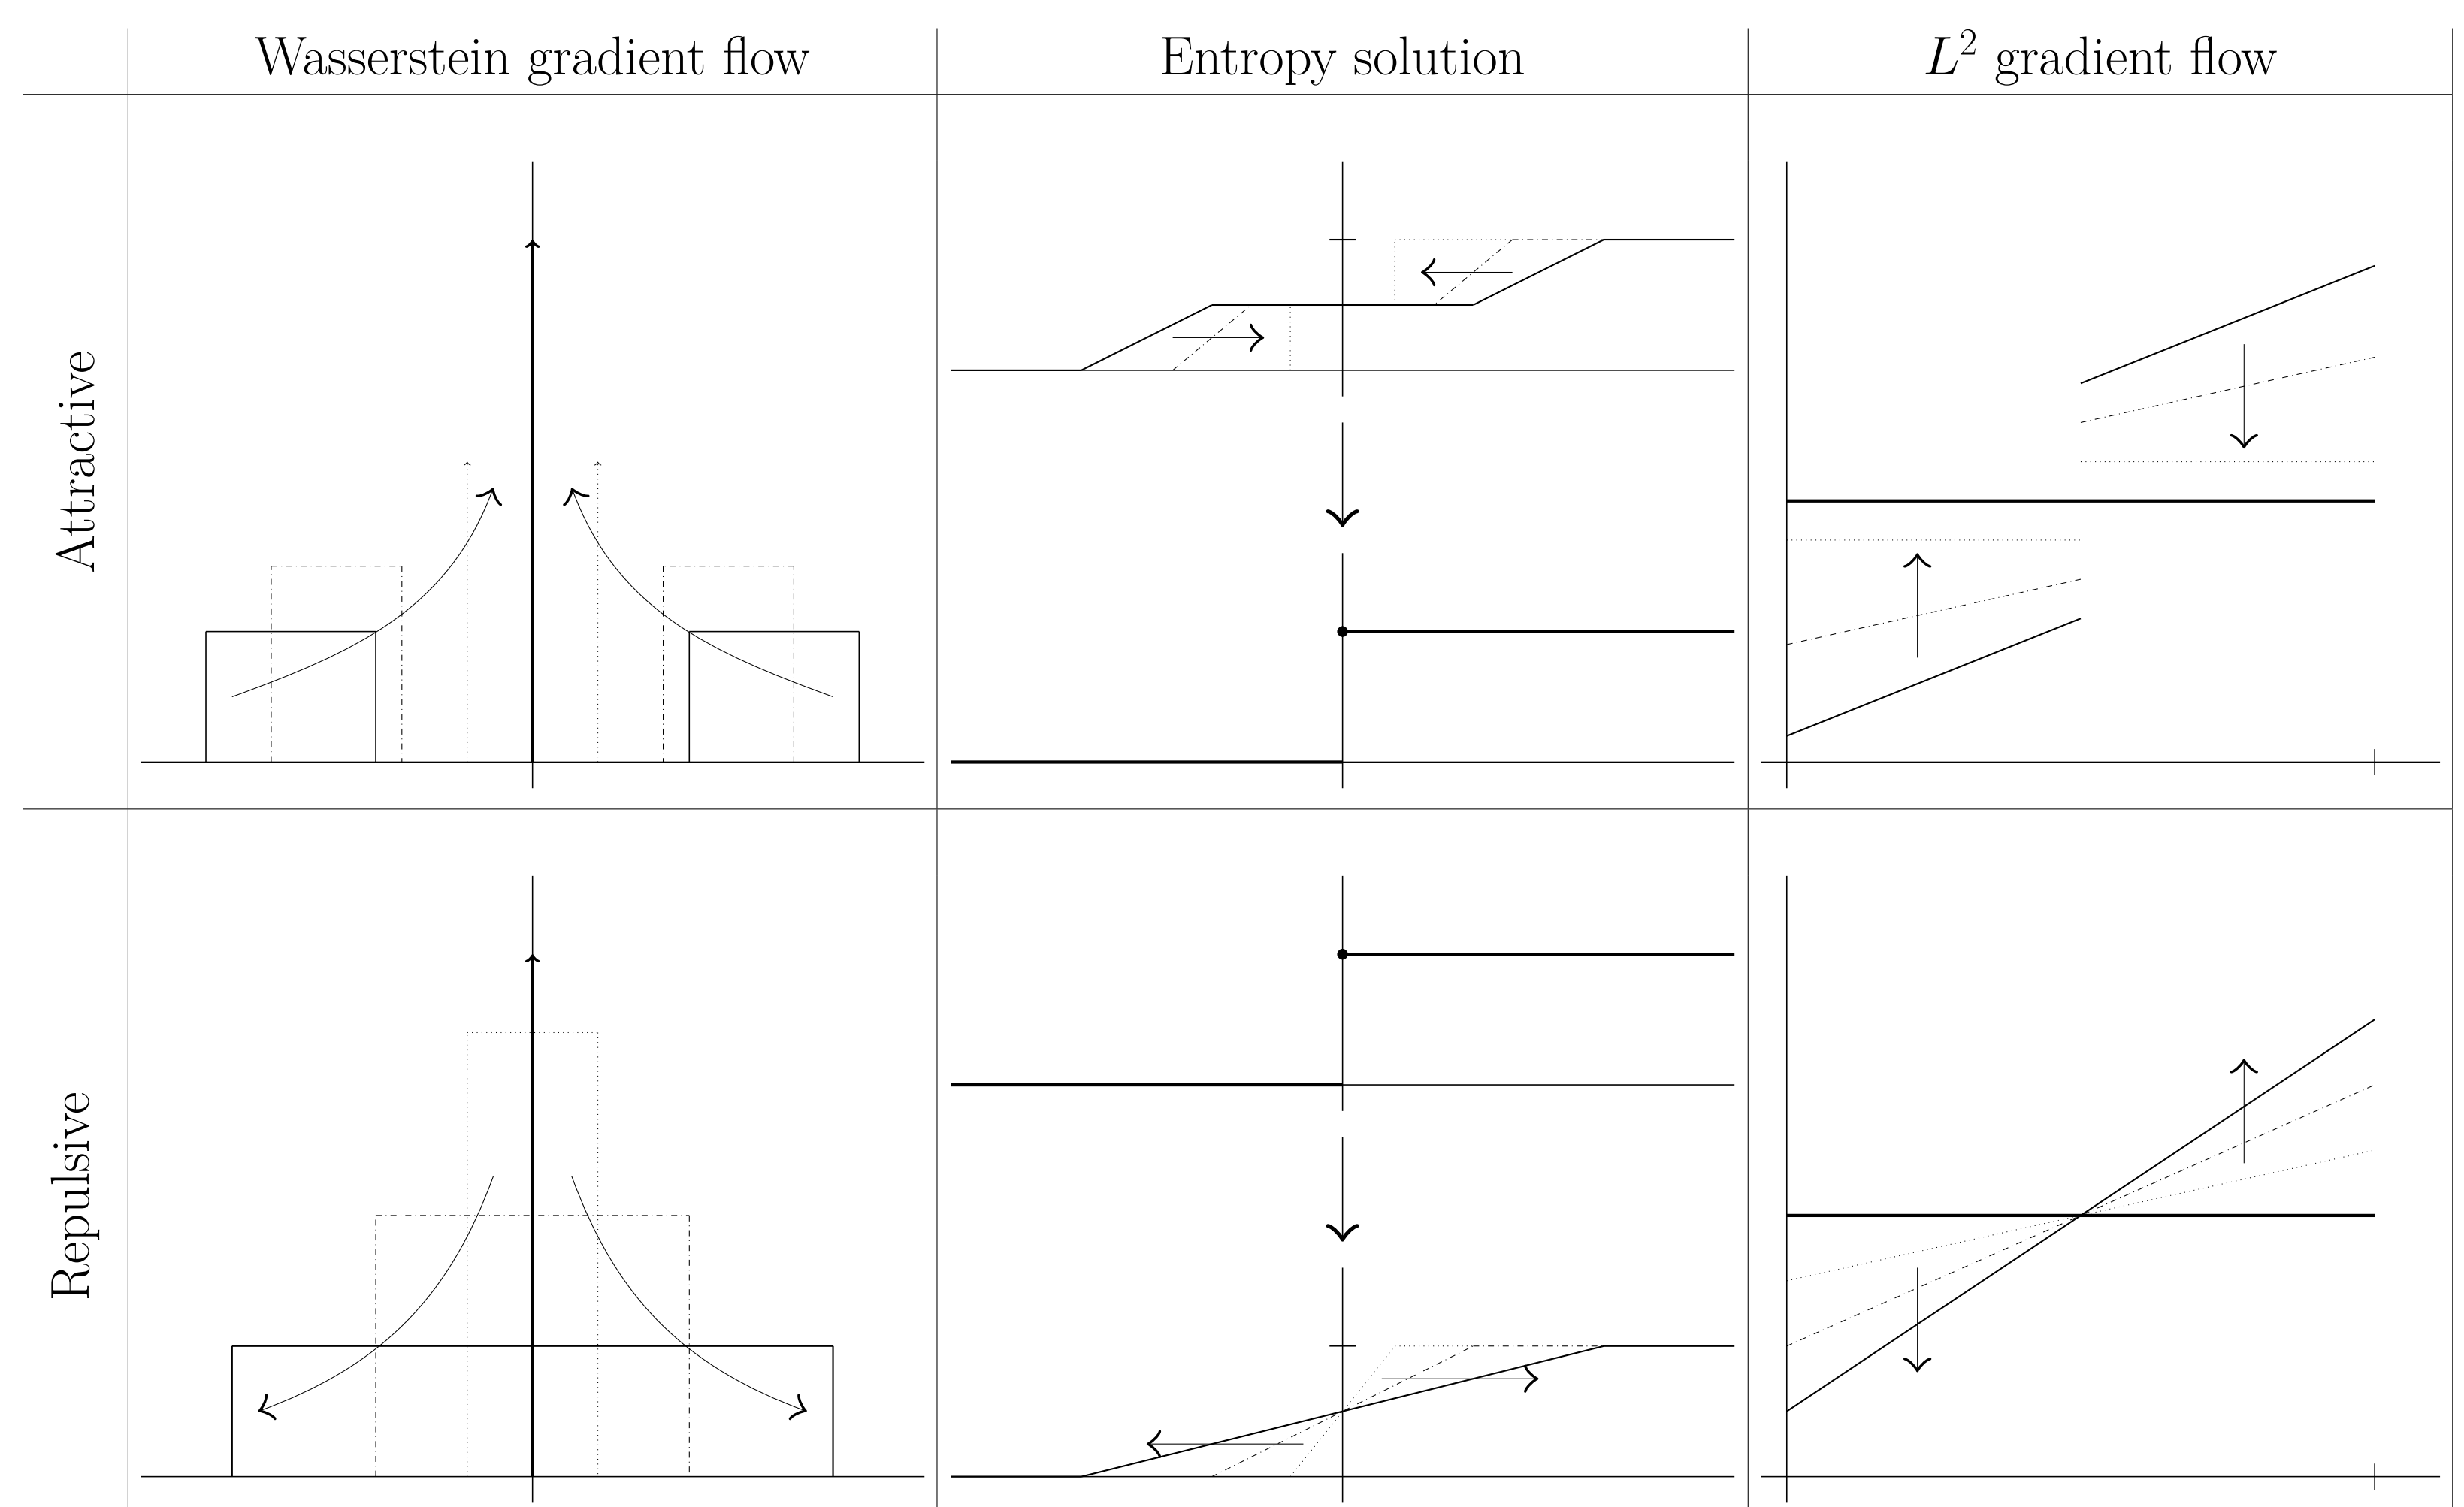 Wasserstein gradient flow
Entropy solution
L² gradient flow
Attractive
Repulsive